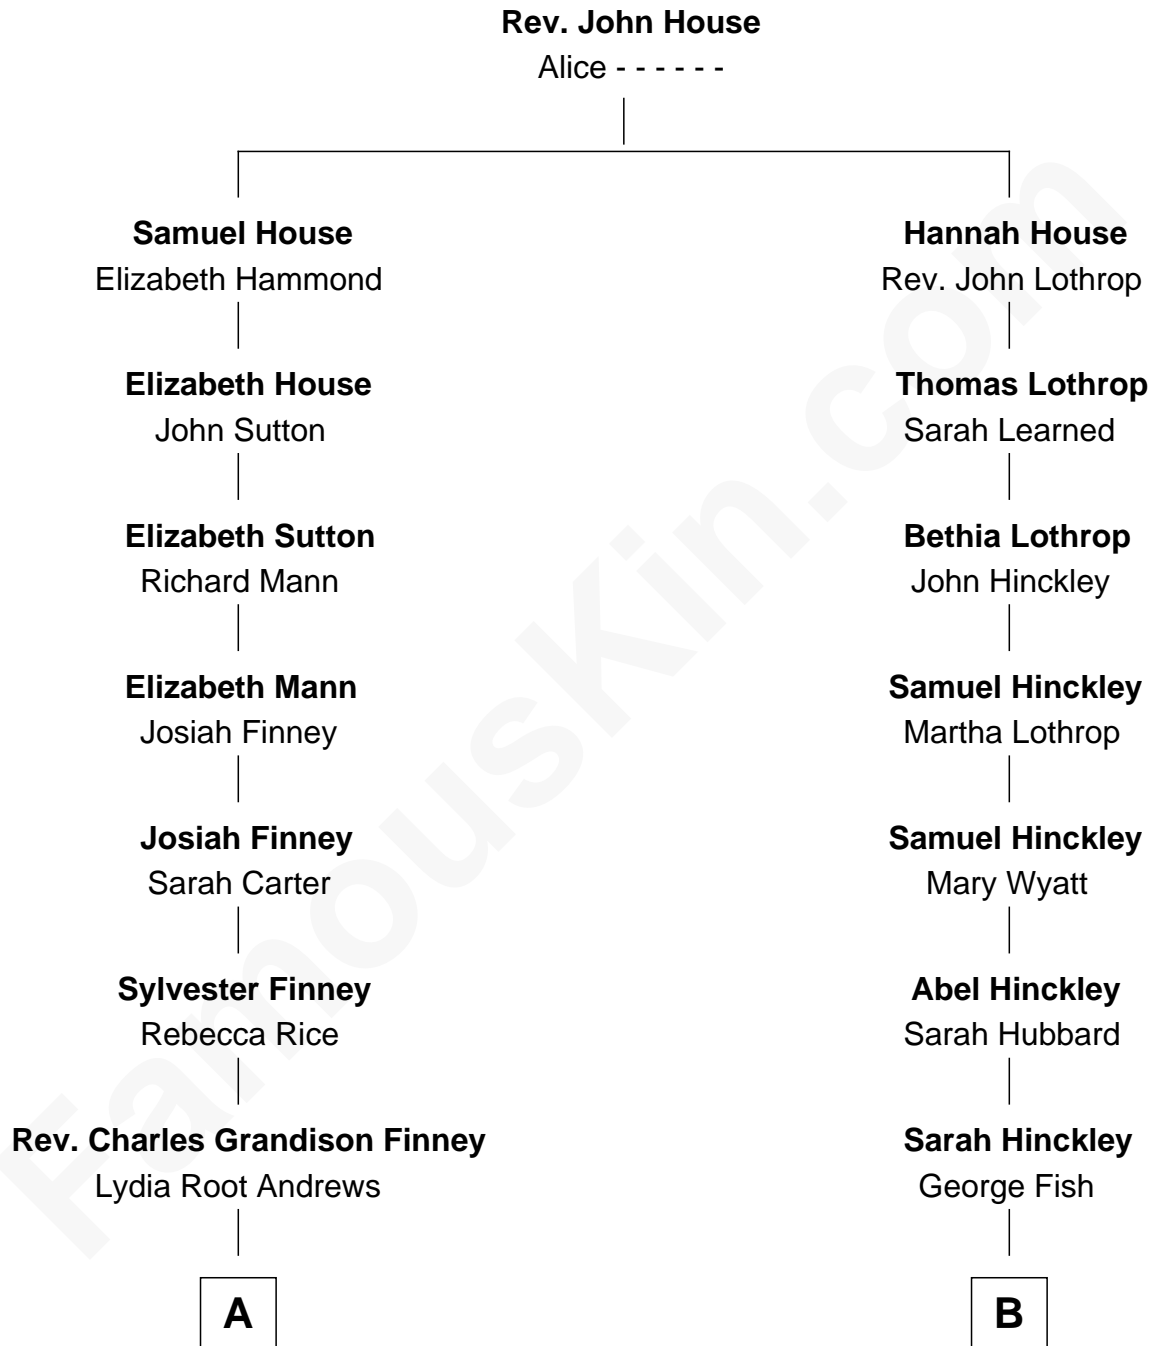 Rev. John House
Alice - - - - - -
Samuel House
Elizabeth Hammond
Hannah House
Rev. John Lothrop
Elizabeth House
John Sutton
Thomas Lothrop
Sarah Learned
Elizabeth Sutton
Richard Mann
Bethia Lothrop
John Hinckley
Elizabeth Mann
Josiah Finney
Samuel Hinckley
Martha Lothrop
Josiah Finney
Sarah Carter
Samuel Hinckley
Mary Wyatt
Sylvester Finney
Rebecca Rice
Abel Hinckley
Sarah Hubbard
Rev. Charles Grandison Finney
Lydia Root Andrews
Sarah Hinckley
George Fish
A
B
FamousKin.com